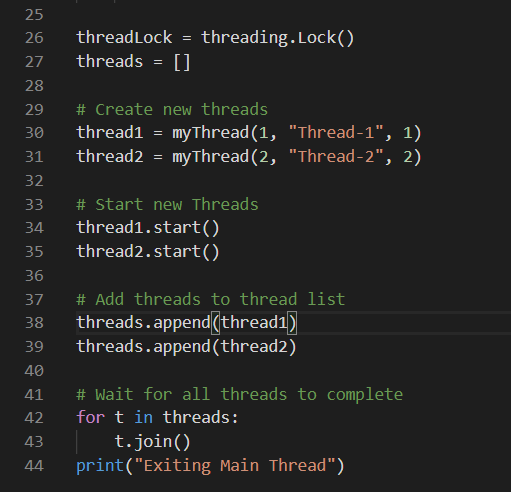 25
26 threadLock = threading.Lock()
27 threads = []
28
29 # Create new threads
30 thread1 = myThread(1, "Thread-1", 1)
31 thread2 = myThread(2, "Thread-2", 2)
32
33 # Start new Threads
34 thread1.start()
35 thread2.start()
36
37 # Add threads to thread list
38 threads.append(thread1)
39 threads.append(thread2)
40
41 # Wait for all threads to complete
42 for t in threads:
43     t.join()
44 print("Exiting Main Thread")